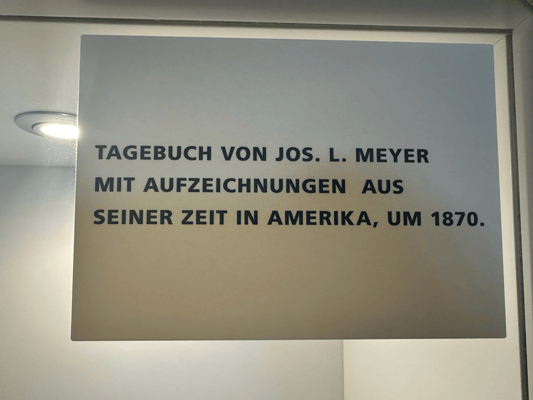 TAGEBUCH VON JOS. L. MEYER
MIT AUFZEICHNUNGEN AUS
SEINER ZEIT IN AMERIKA, UM 1870.